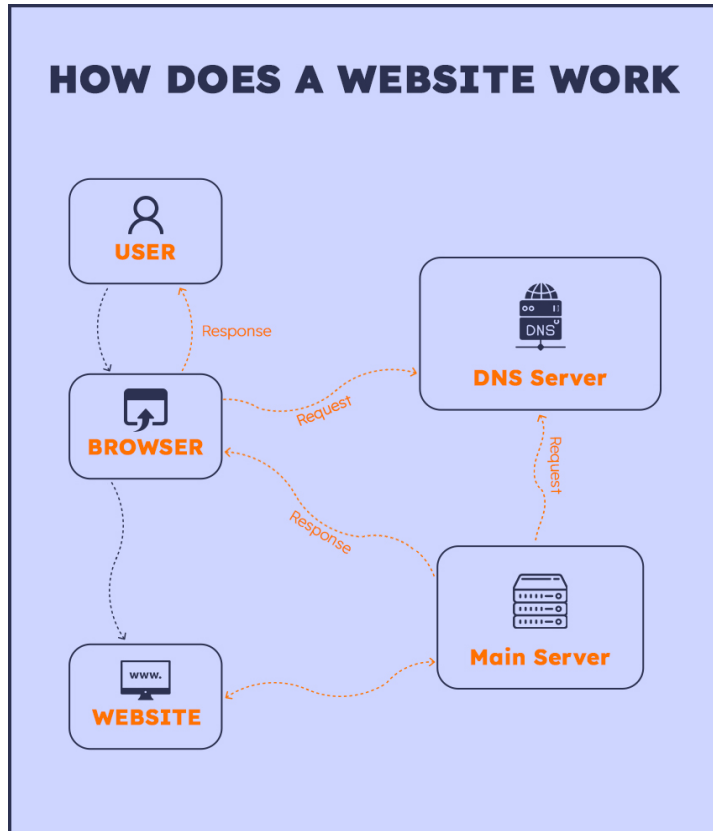 HOW DOES A WEBSITE WORK
USER
Response
DNS
DNS Server
BROWSER
Request
Request
Response
Main Server
www.
WEBSITE